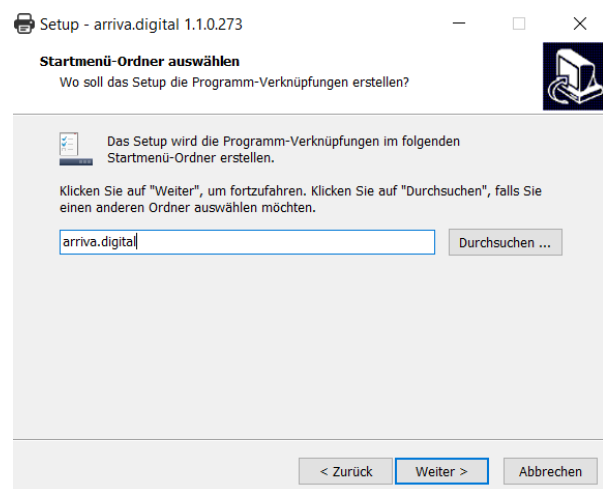 Setup - arriva.digital 1.1.0.273
Startmenü-Ordner auswählen
Wo soll das Setup die Programm-Verknüpfungen erstellen?
Das Setup wird die Programm-Verknüpfungen im folgenden
Startmenü-Ordner erstellen.
Klicken Sie auf "Weiter", um fortzufahren. Klicken Sie auf "Durchsuchen", falls Sie
einen anderen Ordner auswählen möchten.
arriva.digital
Durchsuchen ...
< Zurück
Weiter >
Abbrechen